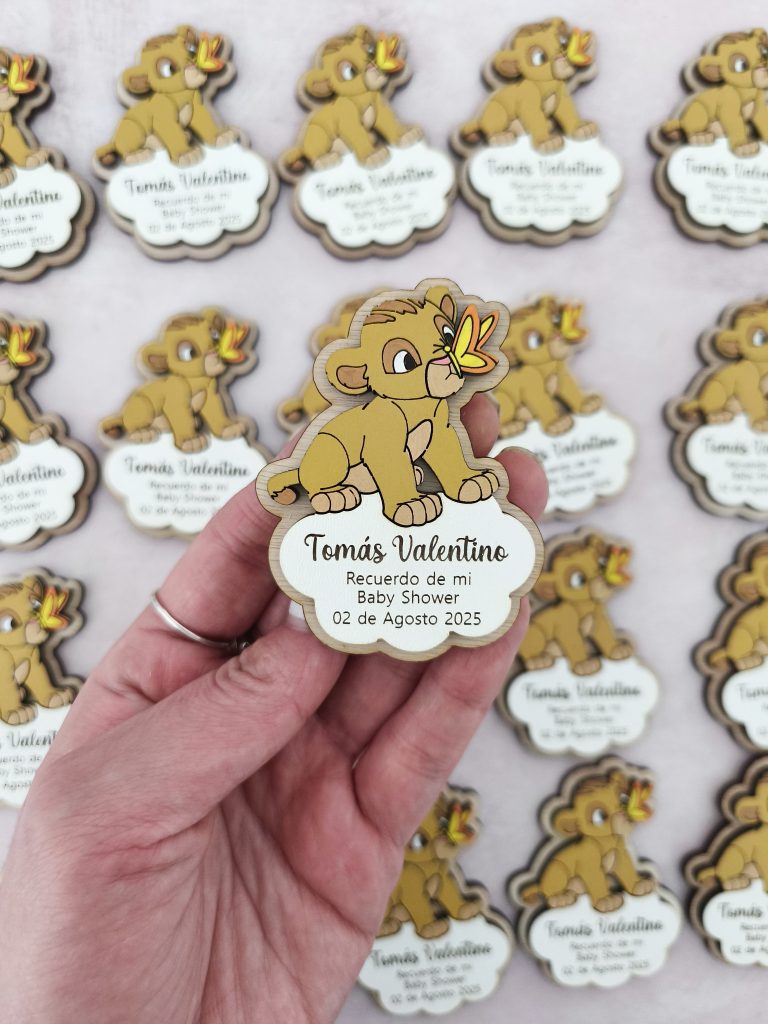 Tomás Valentino
Recuerdo de mi
Baby Shower
02 de Agosto 2025